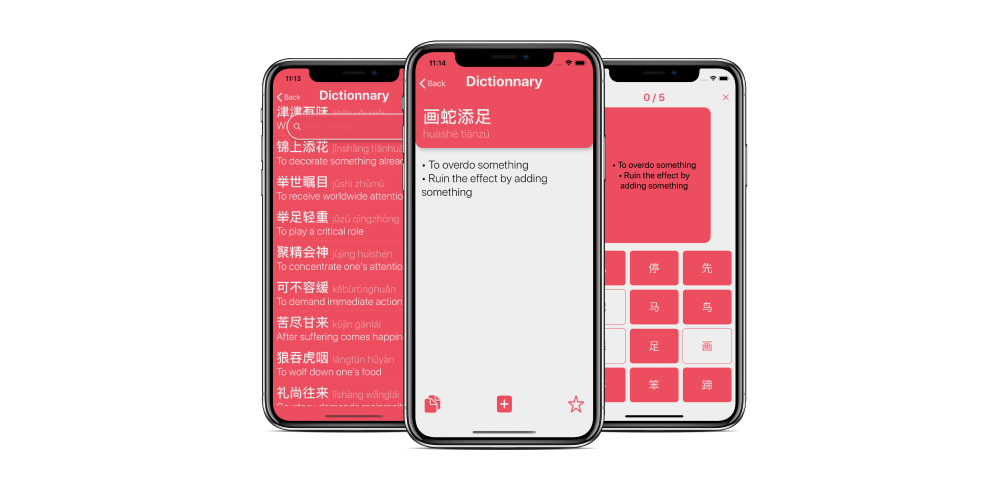 11:13
Back
Dictionnary
津津有味 jīnjīn yǒu wèi
锦上添花 jǐnshàng tiānhuā
To decorate something alread
举世瞩目 jǔshì zhǔmù
To receive worldwide attentio
举足轻重 jǔzú qīngzhòng
To play a critical role
聚精会神 jùjīng huìshén
To concentrate one's attentio
可不容缓 kěbùrónghuǎn
To demand immediate action
苦尽甘来 kǔjìn gānlái
After suffering comes happin
狼吞虎咽 lángtūn hǔyàn
To wolf down one's food
礼尚往来 lǐshàng wǎnglái
11:14
Back
Dictionnary
画蛇添足
huàshé tiānzú
• To overdo something
• Ruin the effect by adding
something
0 / 5
• To overdo something
• Ruin the effect by
adding something
停 先
马 鸟
足 画
笨 蹄